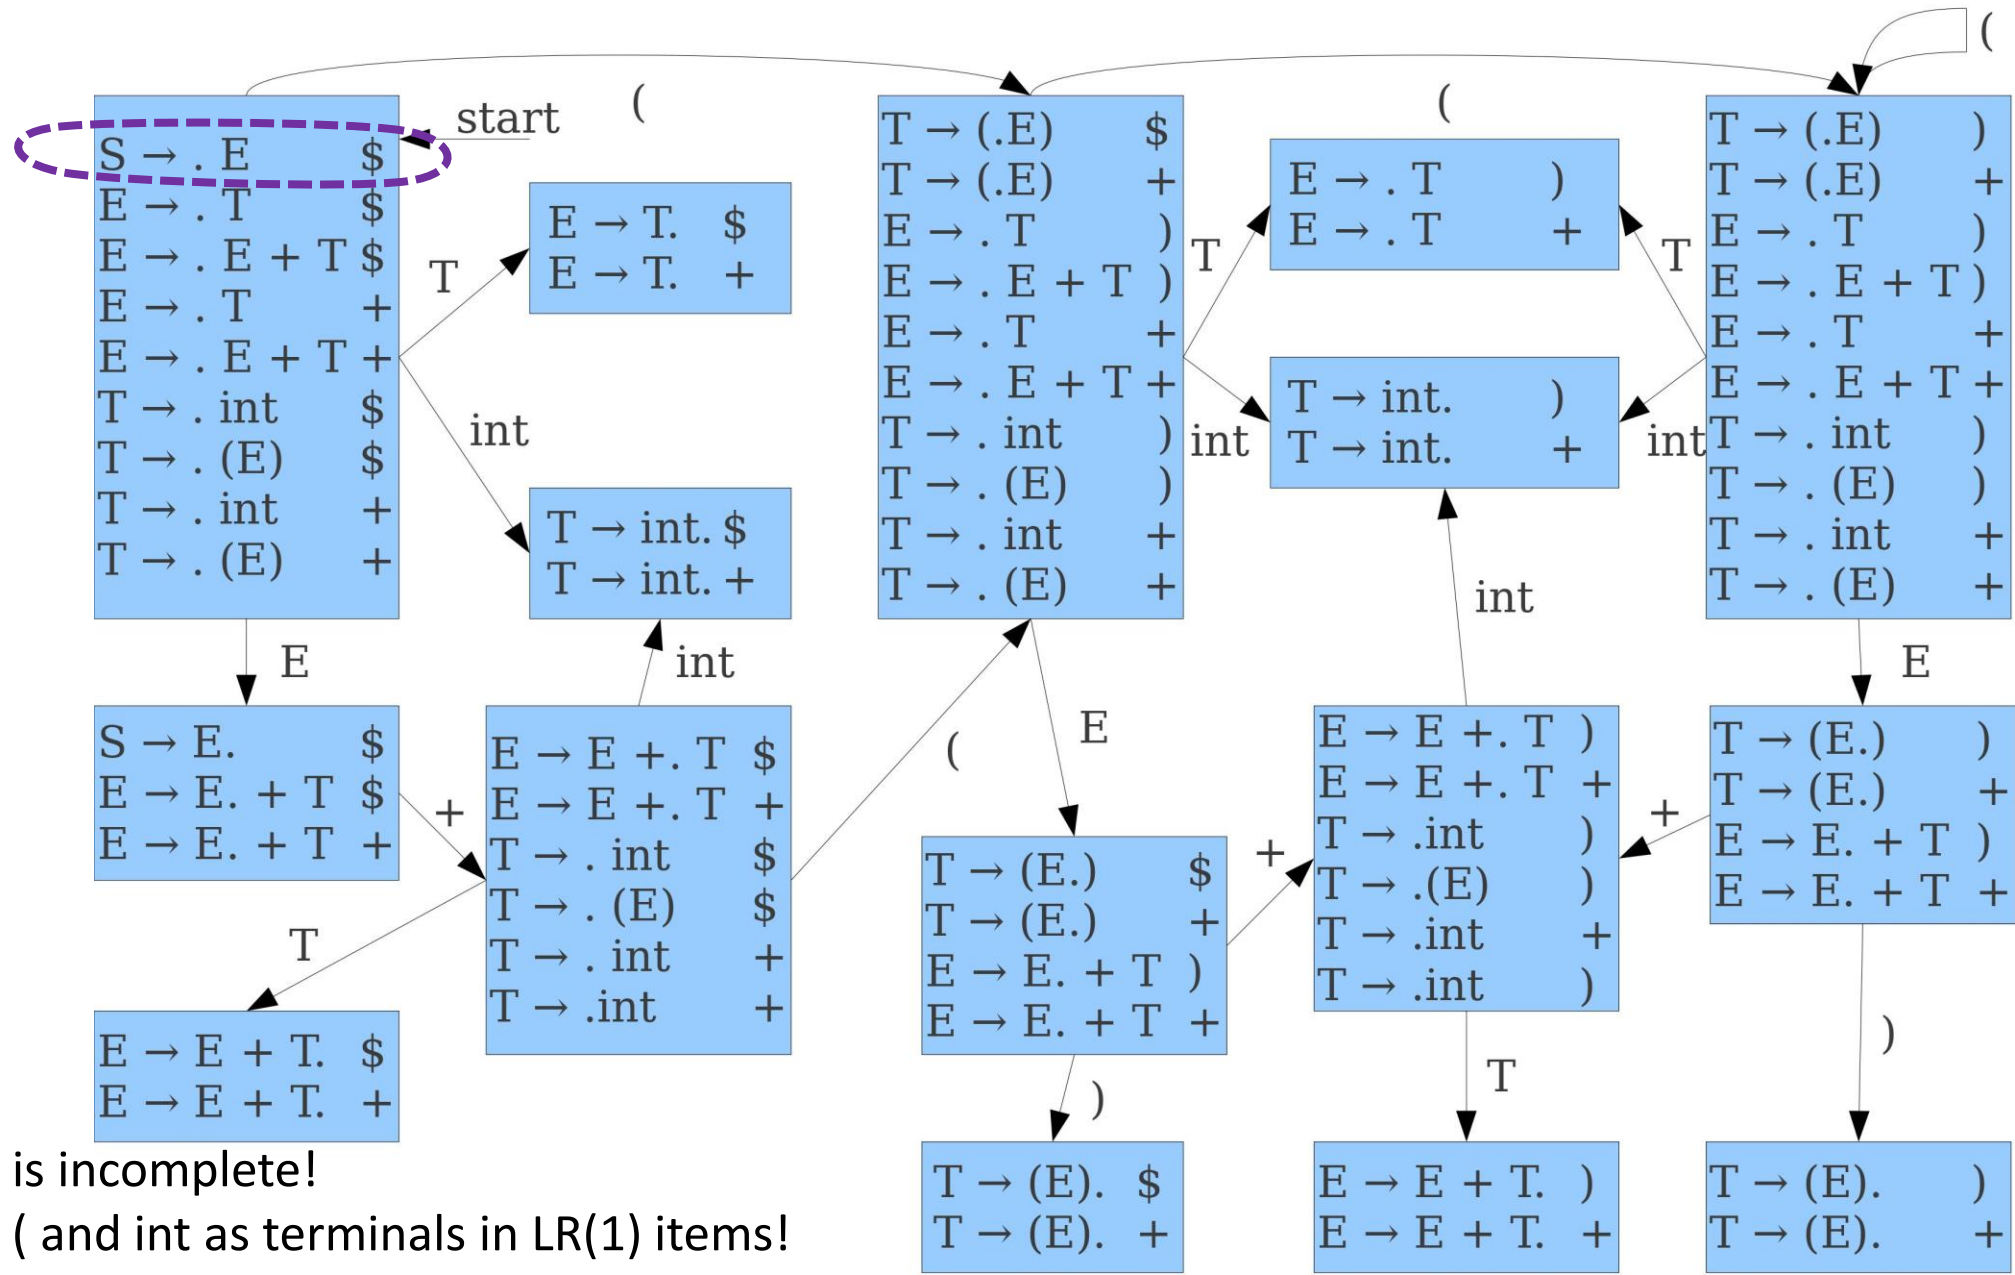 (
(
(
start
S → . E $
E → . T $
E → . E + T $
E → . T +
E → . E + T +
T → . int $
T → . (E) $
T → . int +
T → . (E) +
T
E → T. $
E → T. +
int
T → int. $
T → int. +
T → (.E) $
T → (.E) +
E → . T )
E → . E + T )
E → . T +
E → . E + T +
T → . int )
T → . (E) )
T → . int +
T → . (E) +
T
E → . T )
E → . T +
T
int
T → int. )
T → int. +
int
T → (.E) )
T → (.E) +
E → . T )
E → . E + T )
E → . T +
E → . E + T +
T → . int )
T → . (E) )
T → . int +
T → . (E) +
E
int
(
E
int
E
S → E. $
E → E. + T $
E → E. + T +
+
E → E +. T $
E → E +. T +
T → . int $
T → . (E) $
T → . int +
T → .int +
T
E → E + T. $
E → E + T. +
T → (E.) $
T → (E.) +
E → E. + T )
E → E. + T +
+
E → E +. T )
E → E +. T +
T → .int )
T → .(E) )
T → .int +
T → .int )
+
T → (E.) )
T → (E.) +
E → E. + T )
E → E. + T +
)
T
)
T → (E). $
T → (E). +
E → E + T. )
E → E + T. +
T → (E). )
T → (E). +
is incomplete!
( and int as terminals in LR(1) items!